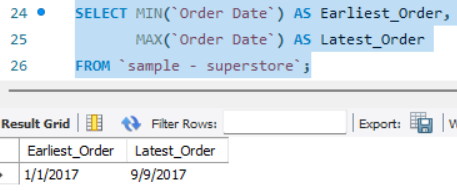 24 SELECT MIN(`Order Date`) AS Earliest_Order,
25 MAX(`Order Date`) AS Latest_Order
26 FROM `sample - superstore`;
Result Grid Filter Rows: Export:
Earliest_Order Latest_Order
1/1/2017 9/9/2017